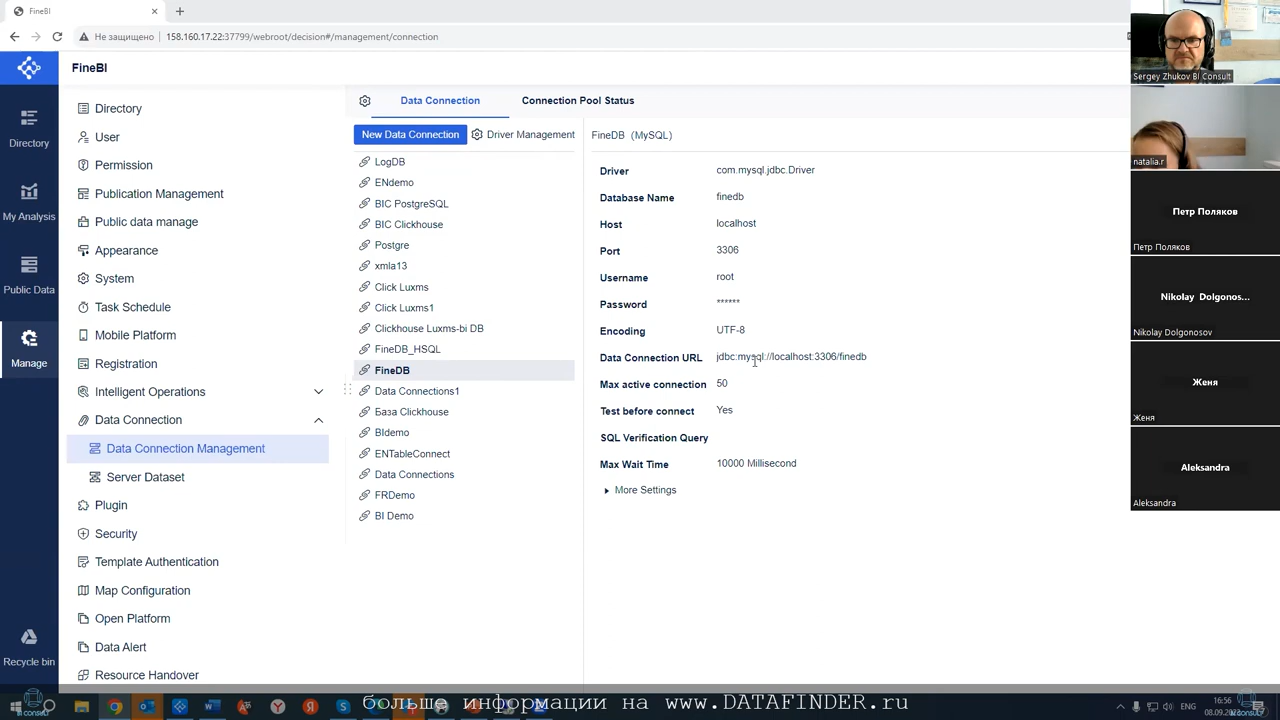 FineBI
Не защищено
158.160.17.22:37799/webroot/decision#/management/connection
FineBI
Directory
My Analysis
Public Data
Manage
Recycle bin
Directory
User
Permission
Publication Management
Public data manage
Appearance
System
Task Schedule
Mobile Platform
Registration
Intelligent Operations
Data Connection
Data Connection Management
Server Dataset
Plugin
Security
Template Authentication
Map Configuration
Open Platform
Data Alert
Resource Handover
Data Connection
Connection Pool Status
New Data Connection
Driver Management
LogDB
ENdemo
BIC PostgreSQL
BIC Clickhouse
Postgre
xmla13
Click Luxms
Click Luxms1
Clickhouse Luxms-bi DB
FineDB_HSQL
FineDB
Data Connections1
База Clickhouse
BIdemo
ENTableConnect
Data Connections
FRDemo
BI Demo
FineDB (MySQL)
Driver com.mysql.jdbc.Driver
Database Name finedb
Host localhost
Port 3306
Username root
Password ******
Encoding UTF-8
Data Connection URL jdbc:mysql://localhost:3306/finedb
Max active connection 50
Test before connect Yes
SQL Verification Query
Max Wait Time 10000 Millisecond
More Settings
Sergey Zhukov BI Consult
natalia.r
Петр Поляков
Петр Поляков
Nikolay Dolgonos...
Nikolay Dolgonosov
Женя
Женя
Aleksandra
Aleksandra
больше информации на www.DATAFINDER.ru
ENG
16:56